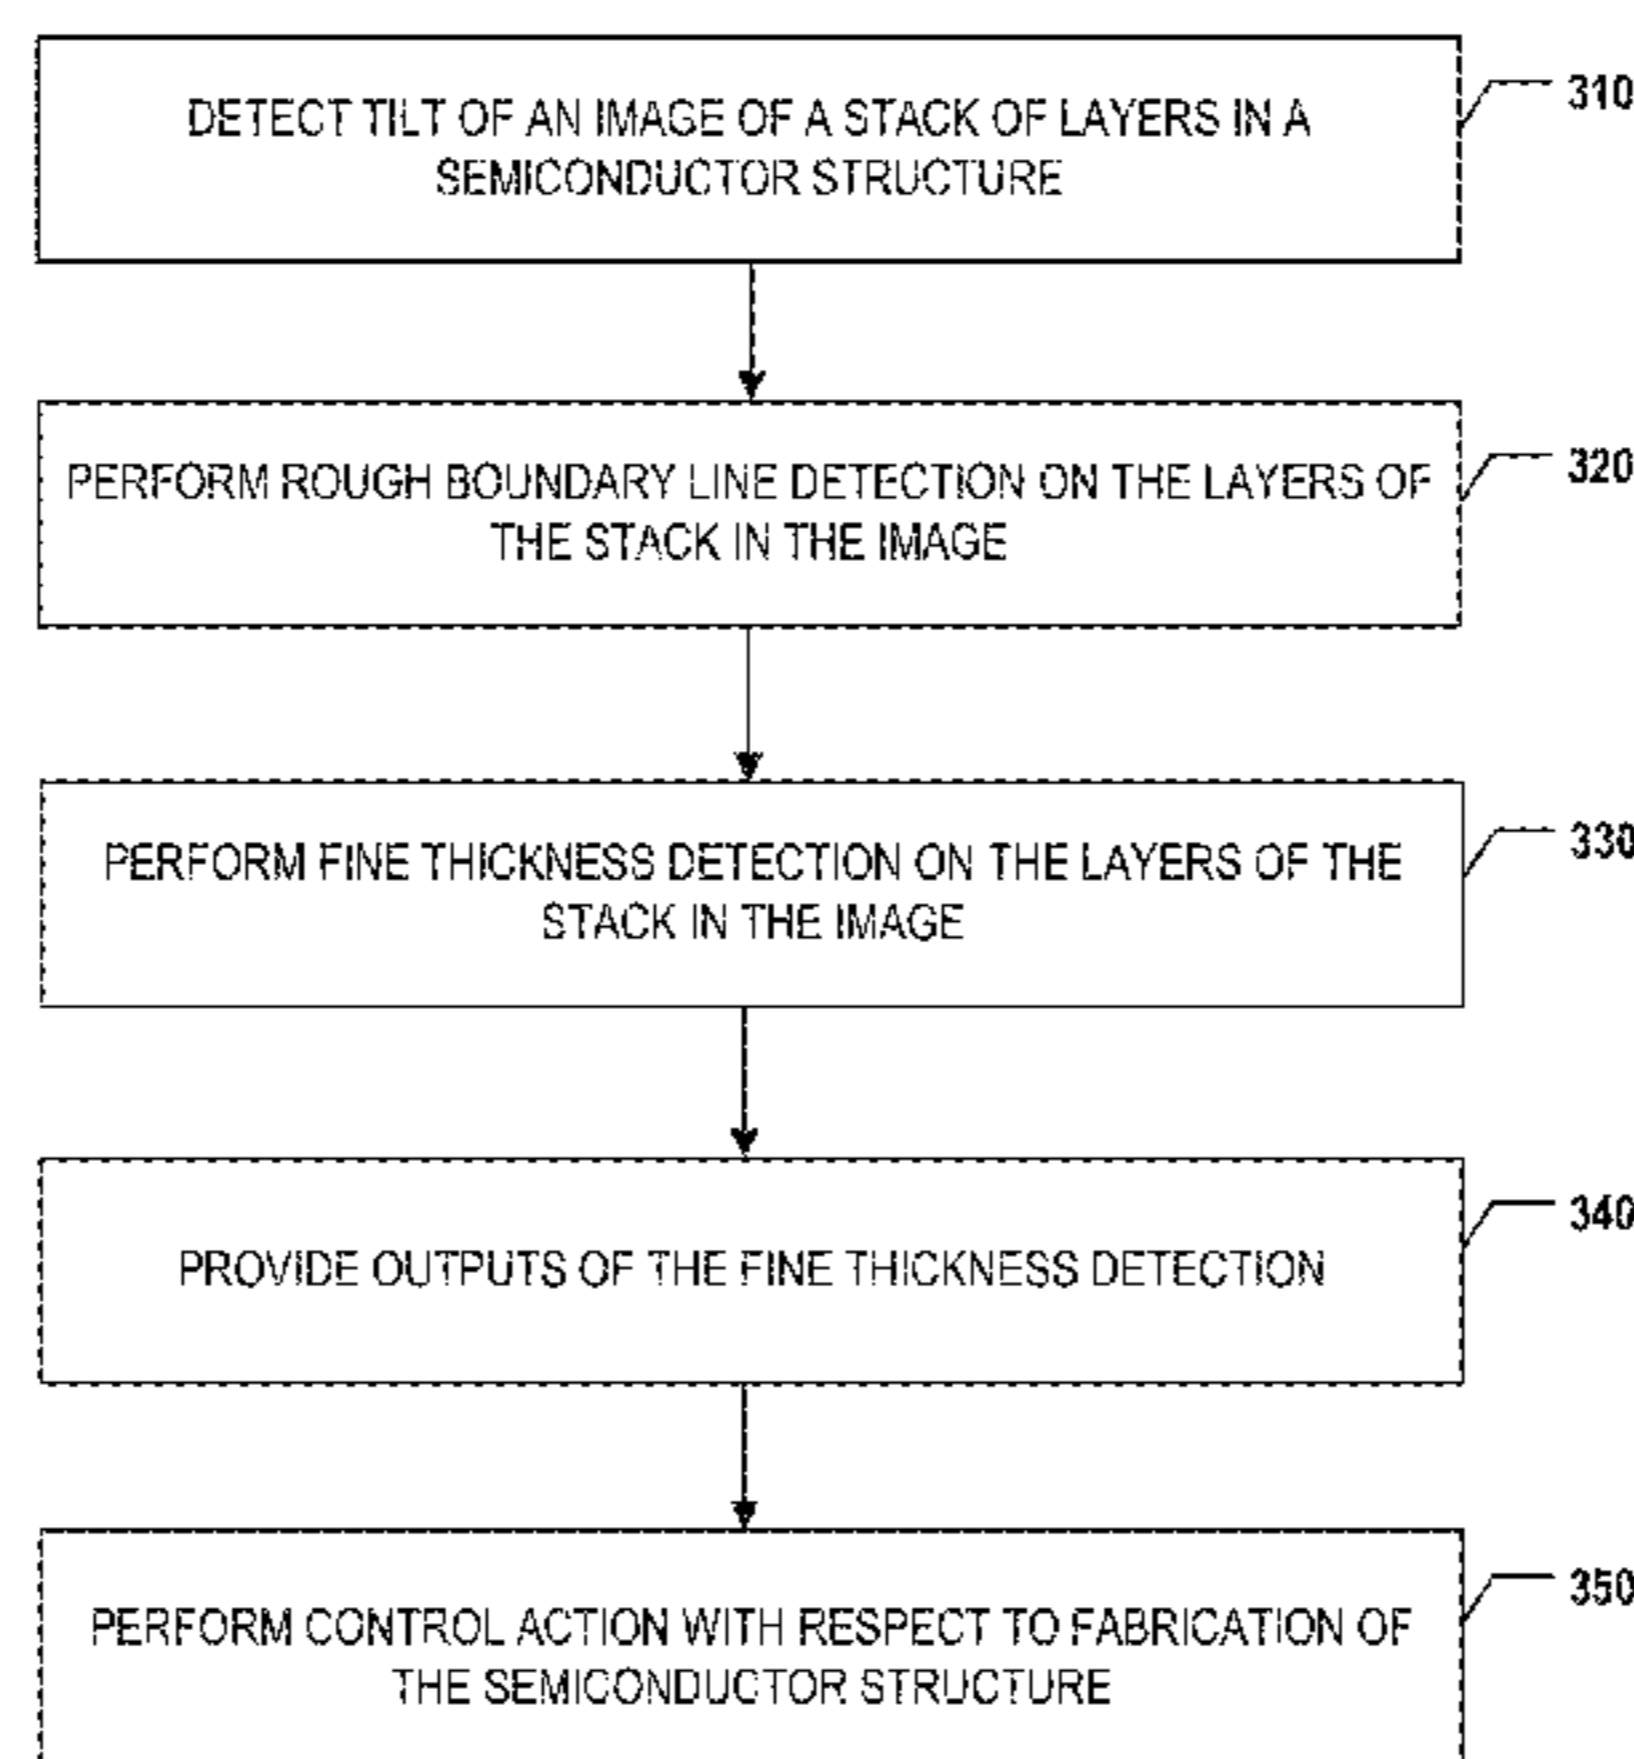 DETECT TILT OF AN IMAGE OF A STACK OF LAYERS IN A
SEMICONDUCTOR STRUCTURE
310
PERFORM ROUGH BOUNDARY LINE DETECTION ON THE LAYERS OF
THE STACK IN THE IMAGE
320
PERFORM FINE THICKNESS DETECTION ON THE LAYERS OF THE
STACK IN THE IMAGE
330
PROVIDE OUTPUTS OF THE FINE THICKNESS DETECTION
340
PERFORM CONTROL ACTION WITH RESPECT TO FABRICATION OF
THE SEMICONDUCTOR STRUCTURE
350